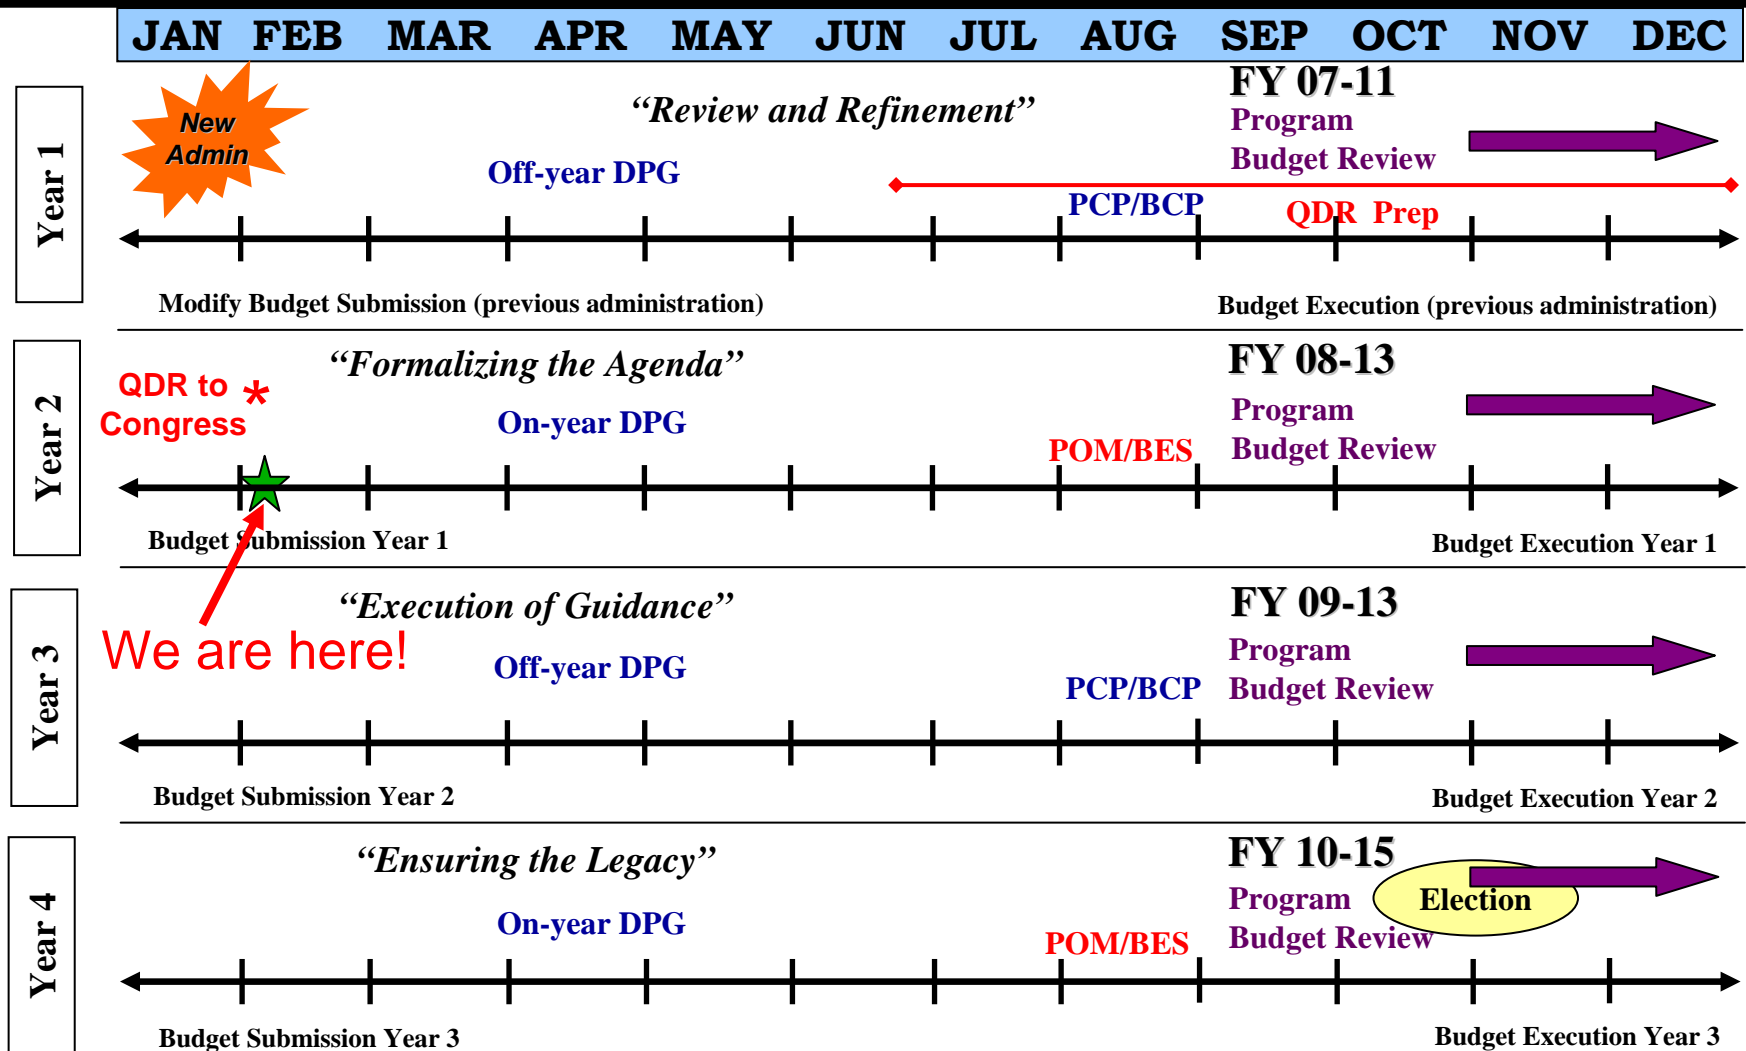 JAN FEB MAR APR MAY JUN JUL AUG SEP OCT NOV DEC
Year 1
New
Admin
“Review and Refinement”
FY 07-11
Program
Budget Review
Off-year DPG
PCP/BCP
QDR Prep
Modify Budget Submission (previous administration)
Budget Execution (previous administration)
Year 2
“Formalizing the Agenda”
FY 08-13
QDR to *
Congress
On-year DPG
Program
Budget Review
POM/BES
Budget Submission Year 1
Budget Execution Year 1
Year 3
“Execution of Guidance”
FY 09-13
We are here!
Off-year DPG
Program
Budget Review
PCP/BCP
Budget Submission Year 2
Budget Execution Year 2
Year 4
“Ensuring the Legacy”
FY 10-15
Program
Budget Review
Election
On-year DPG
POM/BES
Budget Submission Year 3
Budget Execution Year 3